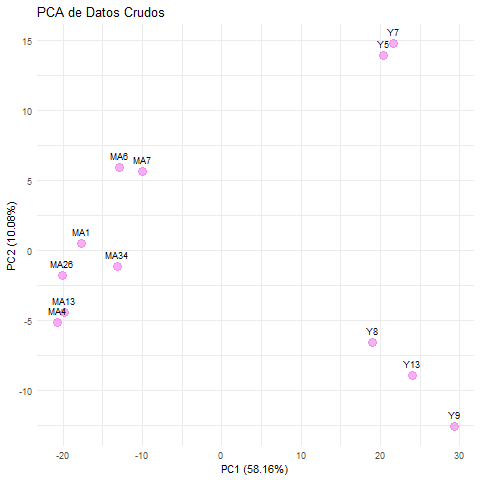 PCA de Datos Crudos
PC2 (10.08%)
15
10
5
0
-5
-10
Y7
Y5
MA6
MA7
MA1
MA34
MA26
MA13
MA4
Y8
Y13
Y9
-20
-10
0
10
20
30
PC1 (58.16%)